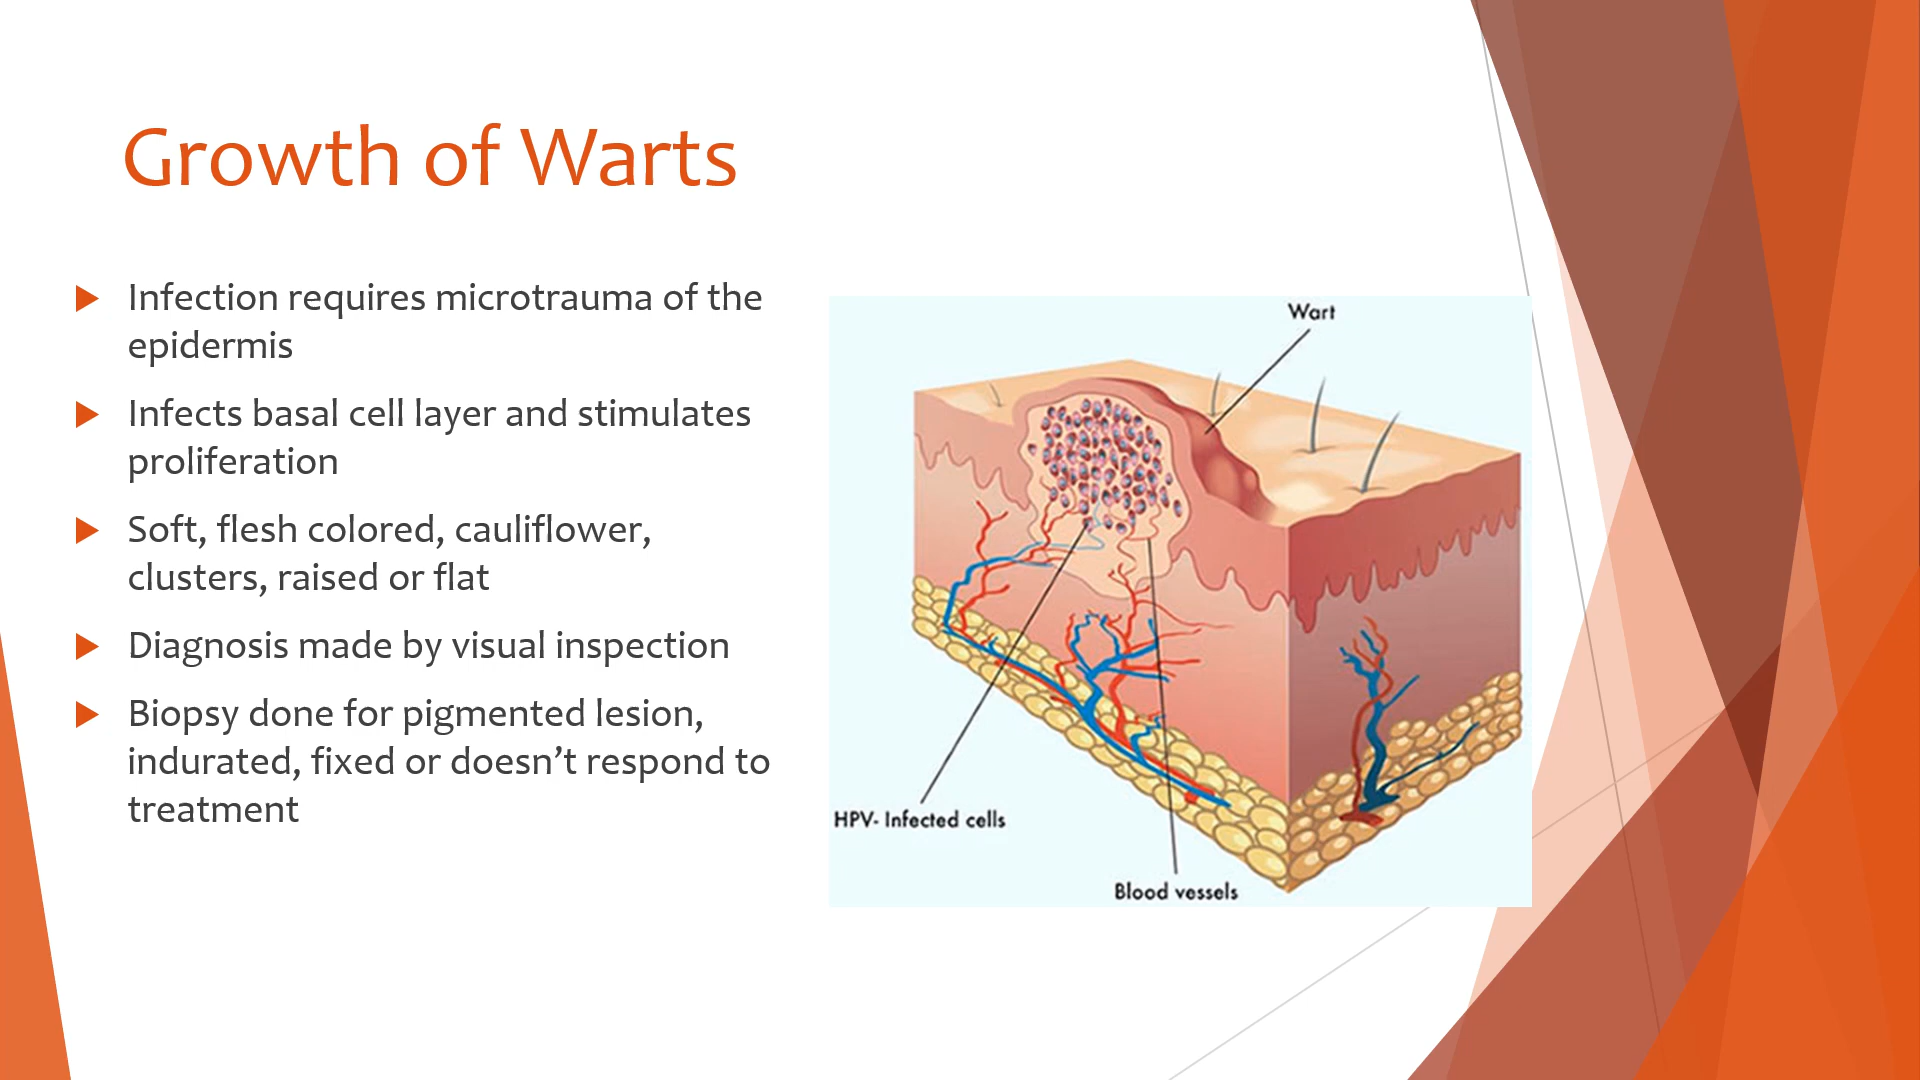 Growth of Warts
Infection requires microtrauma of the
epidermis
Infects basal cell layer and stimulates
proliferation
Soft, flesh colored, cauliflower,
clusters, raised or flat
Diagnosis made by visual inspection
Biopsy done for pigmented lesion,
indurated, fixed or doesn’t respond to
treatment
Wart
HPV- Infected cells
Blood vessels